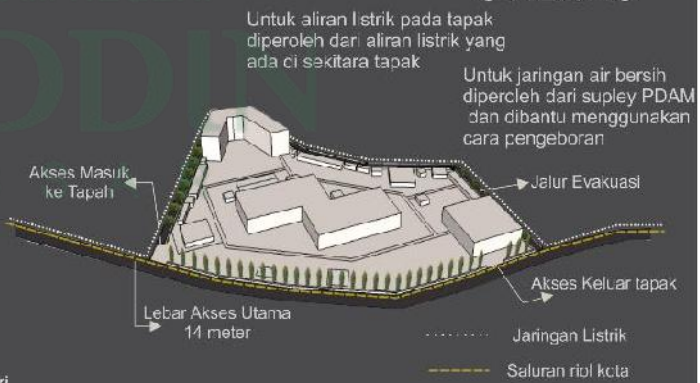 Untuk aliran listrik pada tapak
diperoleh dari aliran listrik yang
ada di sekitara tapak
Untuk jaringan air bersih
diperoleh dari supley PDAM
dan dibantu menggunakan
cara pengeboran
Akses Masuk
ke Tapah
Jalur Evakuasi
Akses Keluar tapak
Lebar Akses Utama
14 meter
Jaringan Listrik
Saluran riol kota